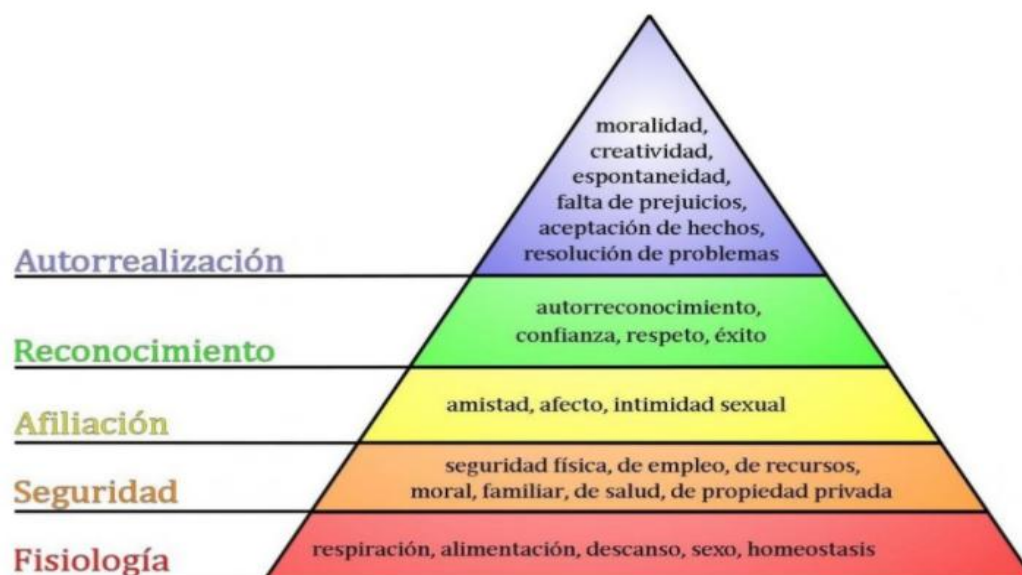 moralidad,
creatividad,
espontaneidad,
falta de prejuicios,
aceptación de hechos,
resolución de problemas
Autorrealización
autorreconocimiento,
confianza, respeto, éxito
Reconocimiento
amistad, afecto, intimidad sexual
Afiliación
seguridad física, de empleo, de recursos,
moral, familiar, de salud, de propiedad privada
Seguridad
respiración, alimentación, descanso, sexo, homeostasis
Fisiología